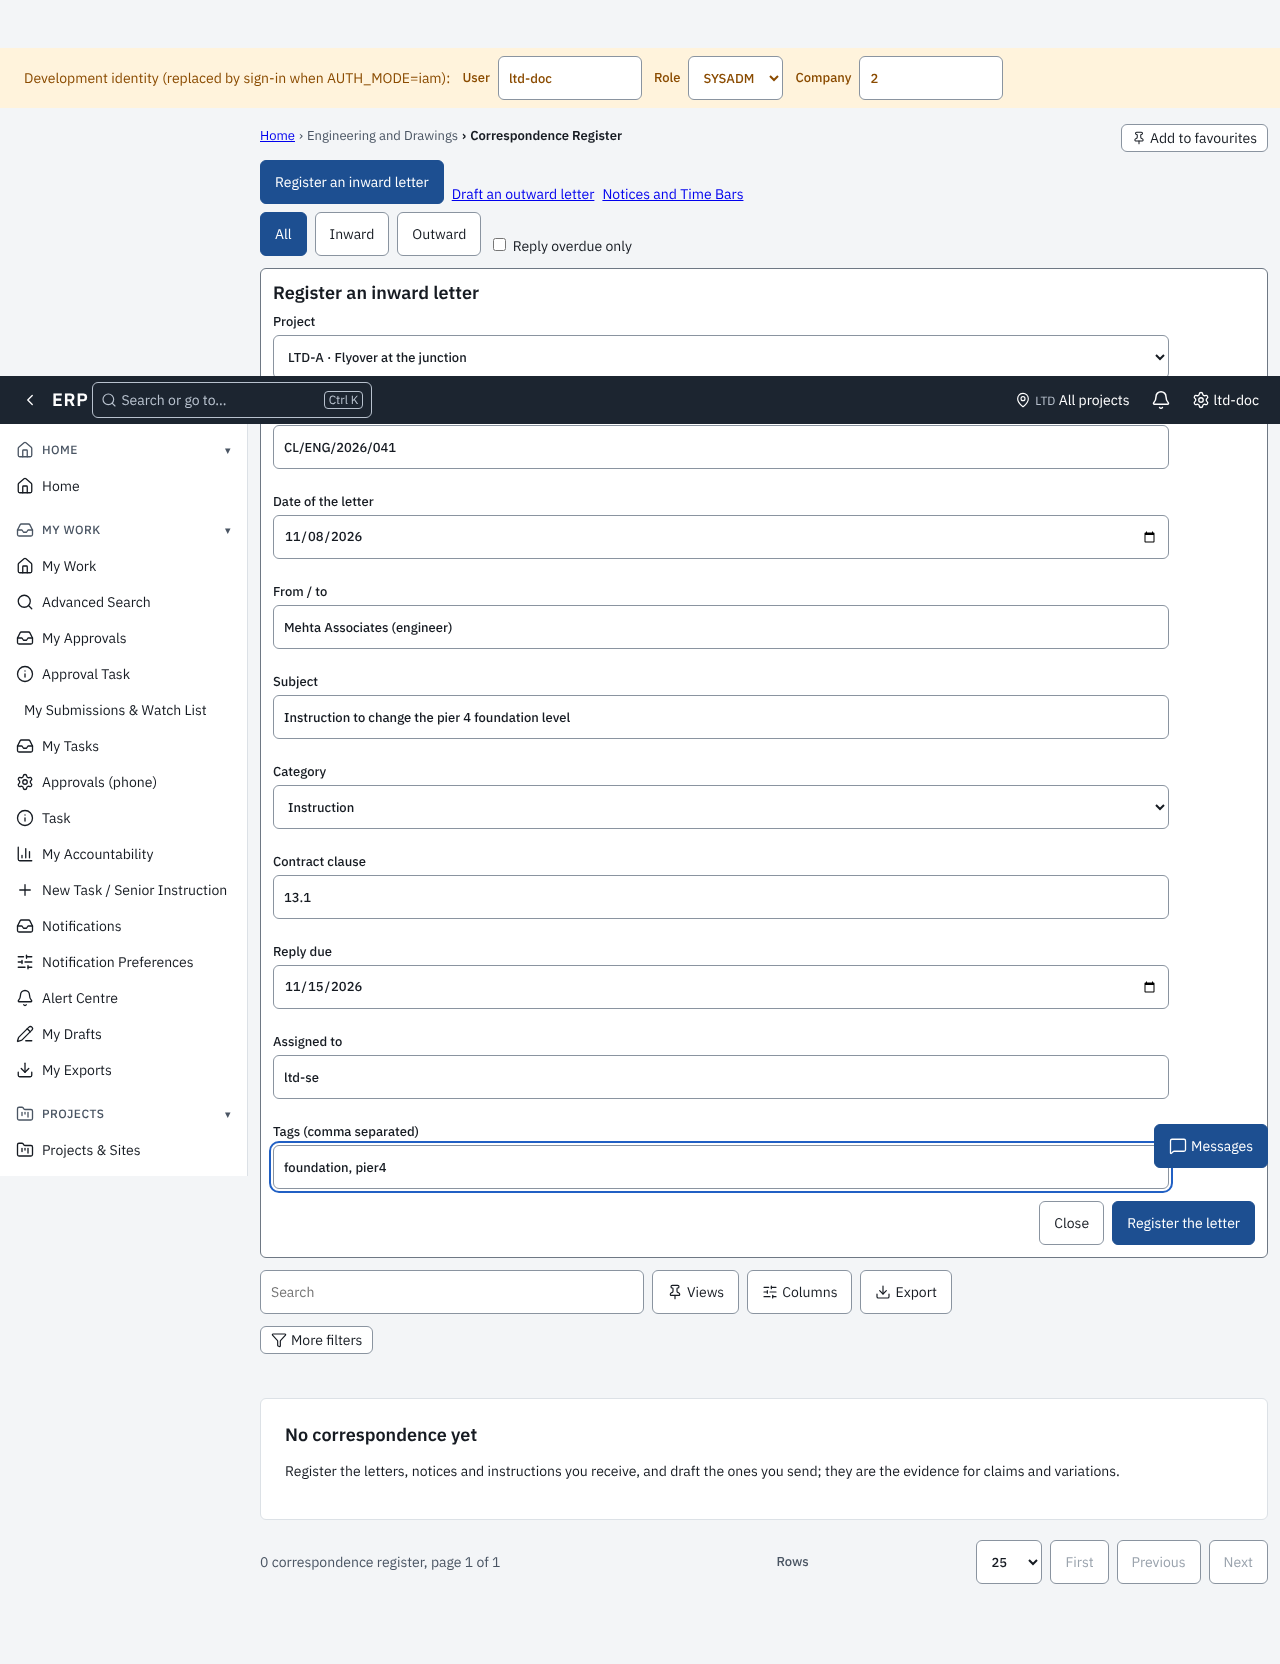 Development identity (replaced by sign-in when AUTH_MODE=iam): User ltd-doc Role SYSADM Company 2
Home › Engineering and Drawings › Correspondence Register
Add to favourites
Register an inward letter Draft an outward letter Notices and Time Bars
All Inward Outward Reply overdue only
Register an inward letter
Project
LTD-A · Flyover at the junction
ERP Search or go to... Ctrl K LTD All projects ltd-doc
HOME
Home
MY WORK
My Work
Advanced Search
My Approvals
Approval Task
My Submissions & Watch List
My Tasks
Approvals (phone)
Task
My Accountability
New Task / Senior Instruction
Notifications
Notification Preferences
Alert Centre
My Drafts
My Exports
PROJECTS
Projects & Sites
CL/ENG/2026/041
Date of the letter
11/08/2026
From / to
Mehta Associates (engineer)
Subject
Instruction to change the pier 4 foundation level
Category
Instruction
Contract clause
13.1
Reply due
11/15/2026
Assigned to
ltd-se
Tags (comma separated)
foundation, pier4
Messages
Close Register the letter
Search Views Columns Export
More filters
No correspondence yet
Register the letters, notices and instructions you receive, and draft the ones you send; they are the evidence for claims and variations.
0 correspondence register, page 1 of 1 Rows 25 First Previous Next